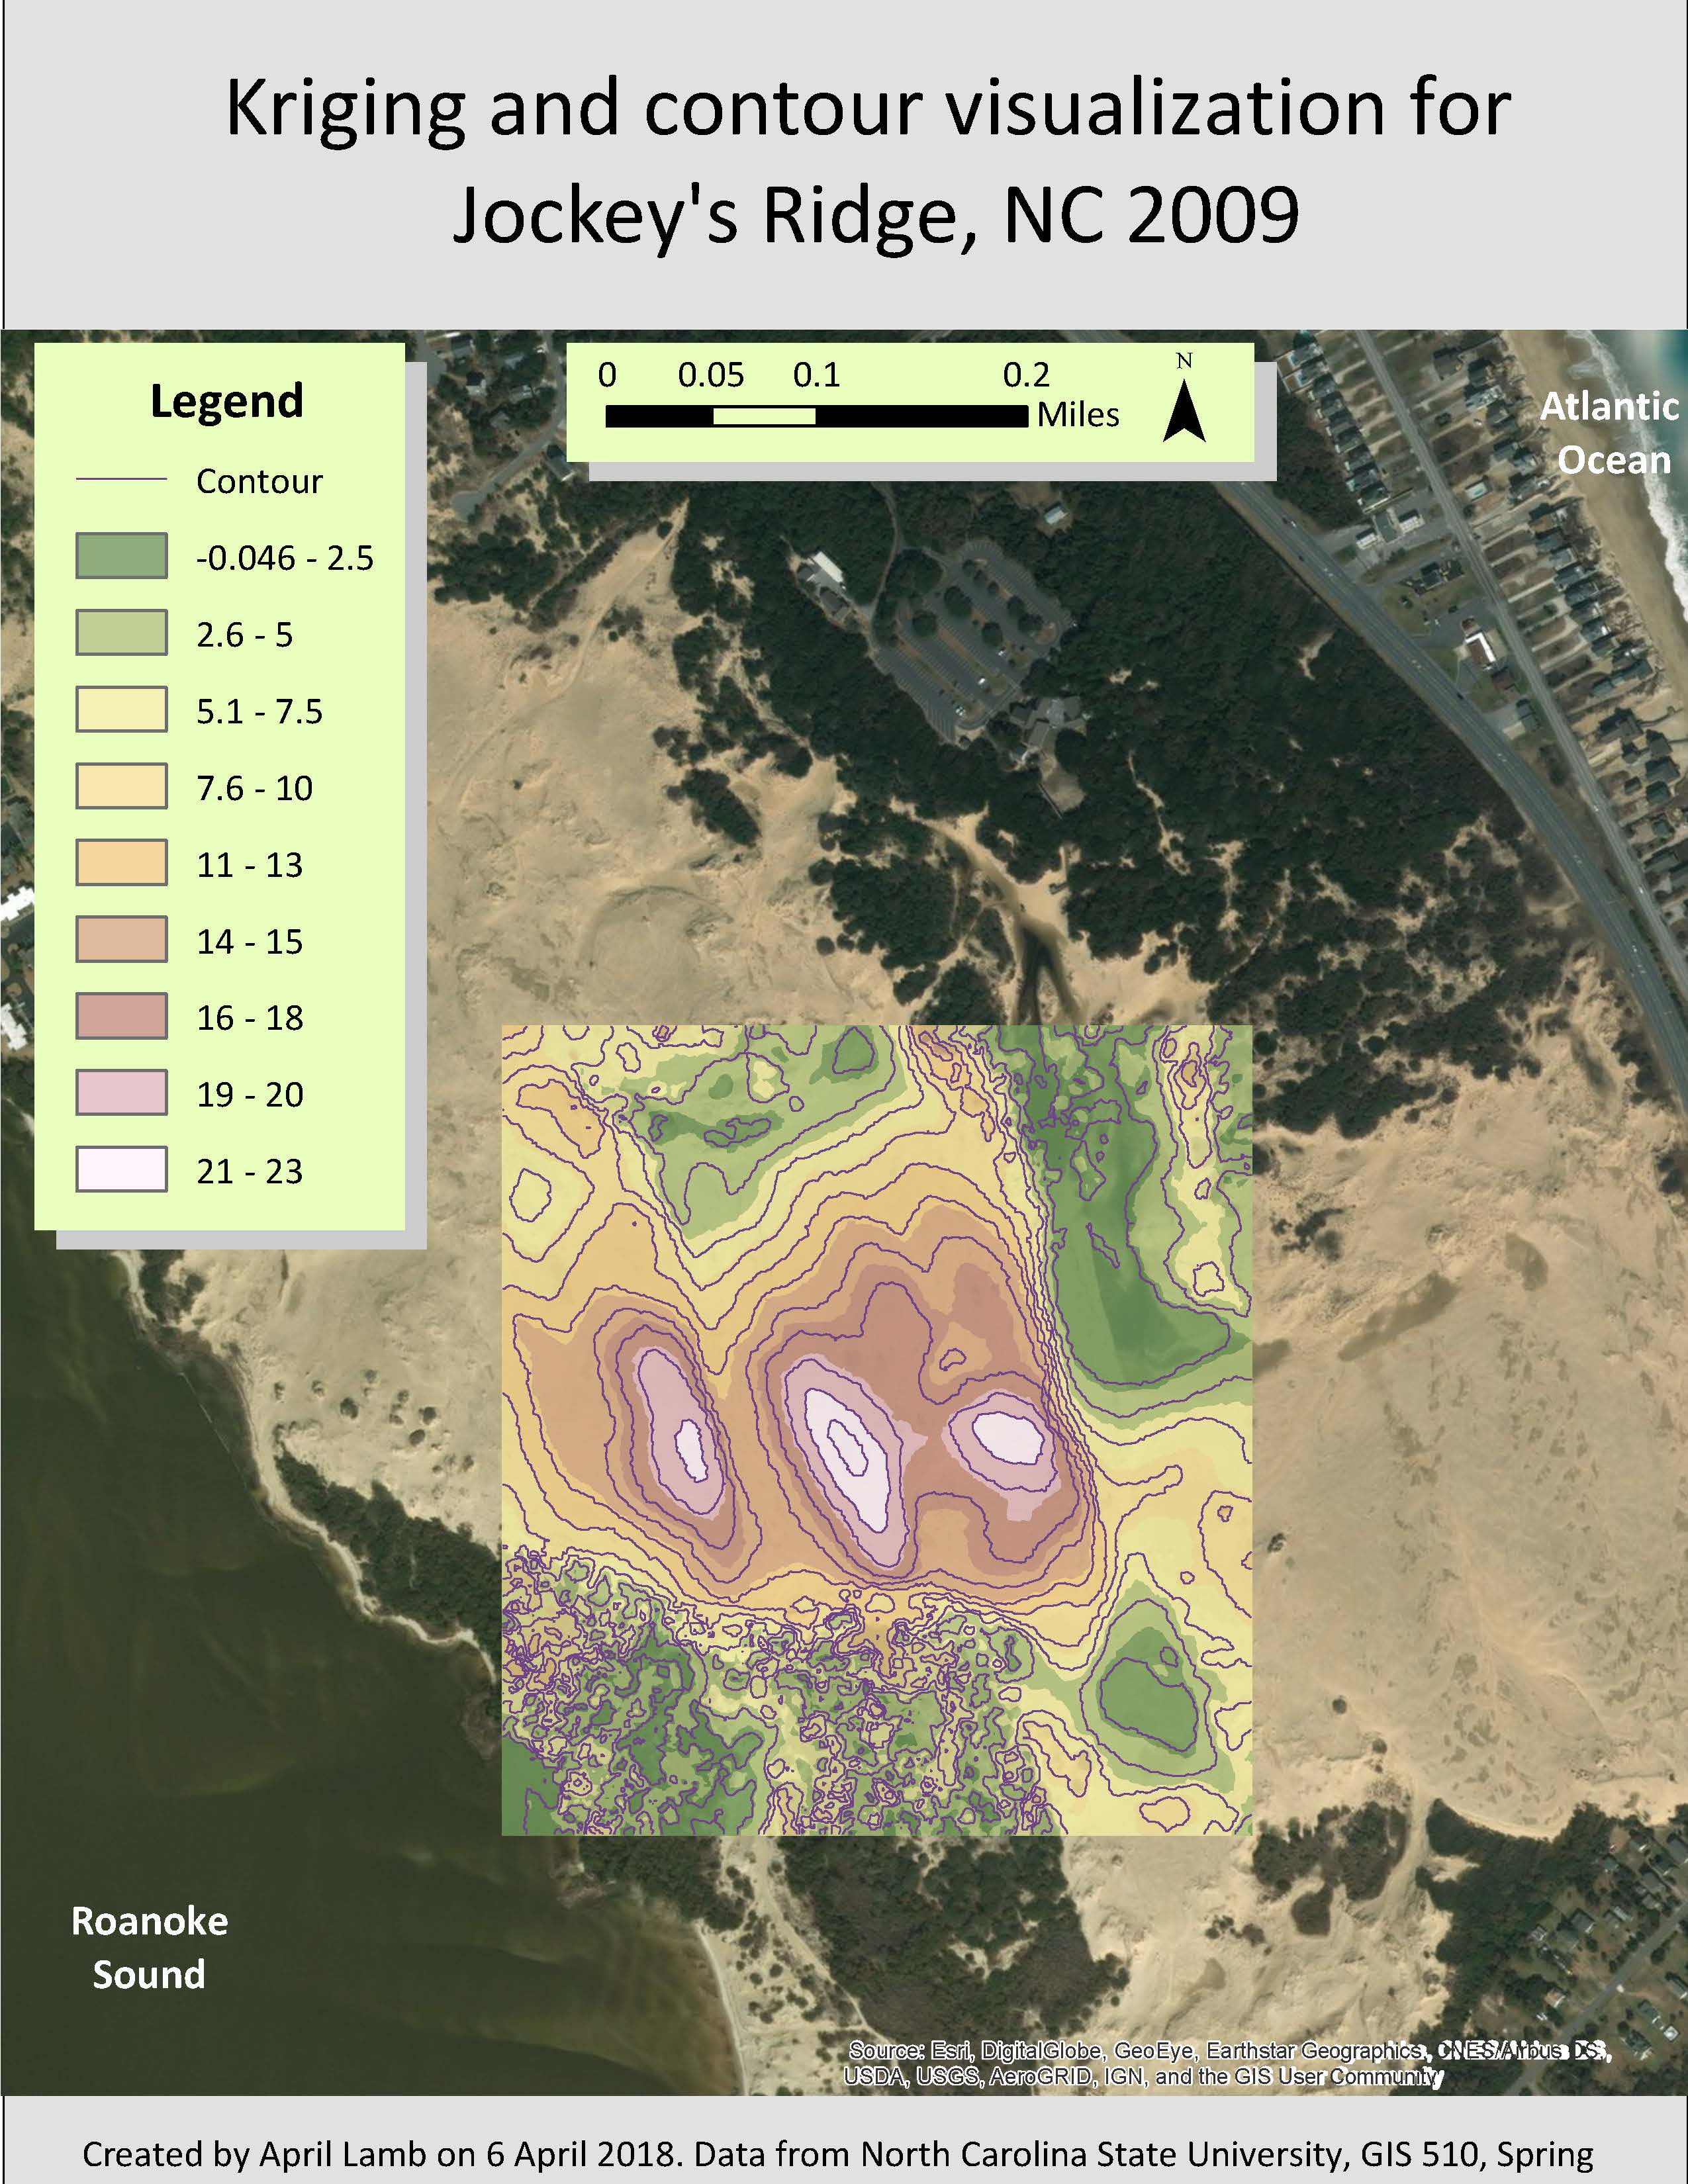 Kriging and contour visualization for
Jockey's Ridge, NC 2009
Legend
Contour
-0.046 - 2.5
2.6 - 5
5.1 - 7.5
7.6 - 10
11 - 13
14 - 15
16 - 18
19 - 20
21 - 23
0 0.05 0.1 0.2
Miles
N
Atlantic
Ocean
Roanoke
Sound
Source: Esri, DigitalGlobe, GeoEye, Earthstar Geographics, CNES/Airbus DS,
USDA, USGS, AeroGRID, IGN, and the GIS User Community
Created by April Lamb on 6 April 2018. Data from North Carolina State University, GIS 510, Spring